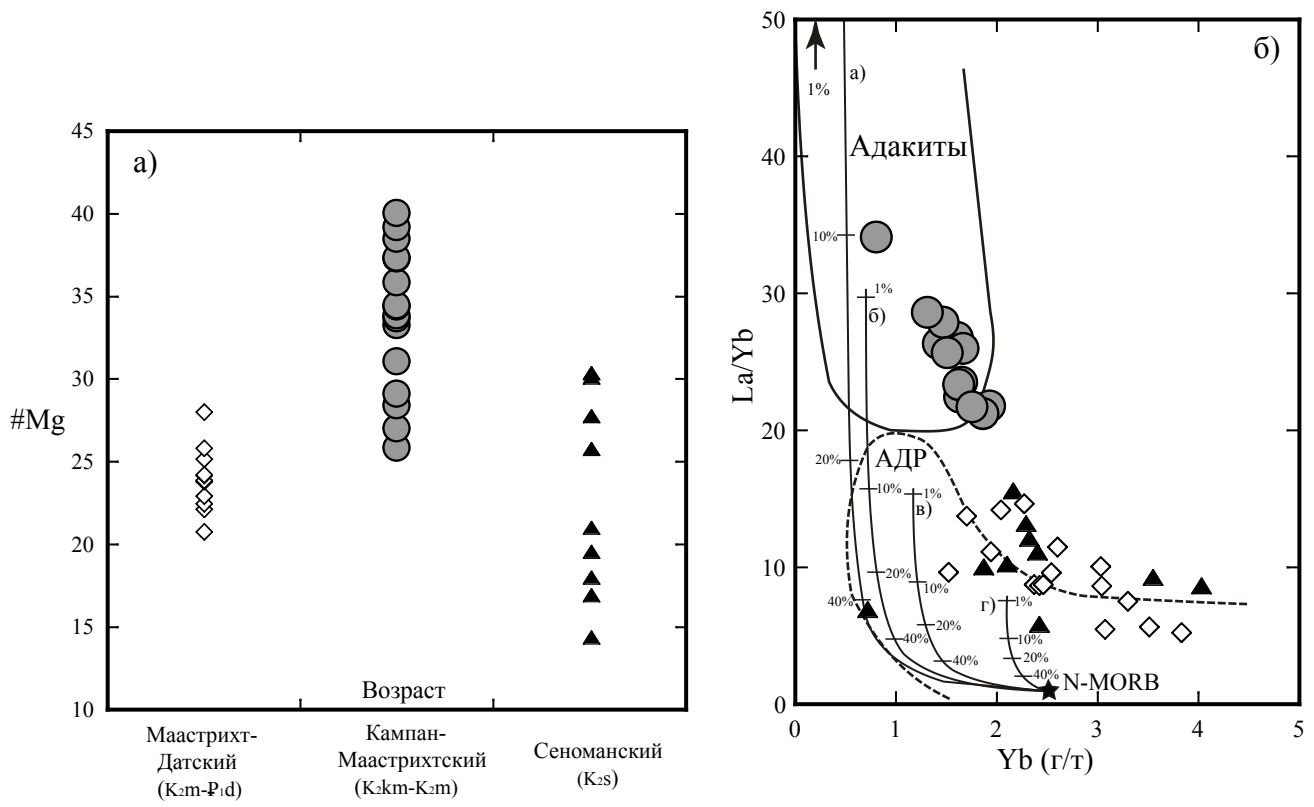 45
40
35
30
25
20
15
10
#Mg
а)
Возраст
Маастрихт-
Датский
(K₂m-₽₁d)
Кампан-
Маастрихтский
(K₂km-K₂m)
Сеноманский
(K₂s)
50
40
30
20
10
0
La/Yb
б)
1%
а)
Адакиты
10%
1%
б)
АДР
20%
10%
1%
в)
20%
10%
40%
г)
1%
20%
40%
10%
40%
20%
40%
N-MORB
0
1
2
3
4
5
Yb (г/т)